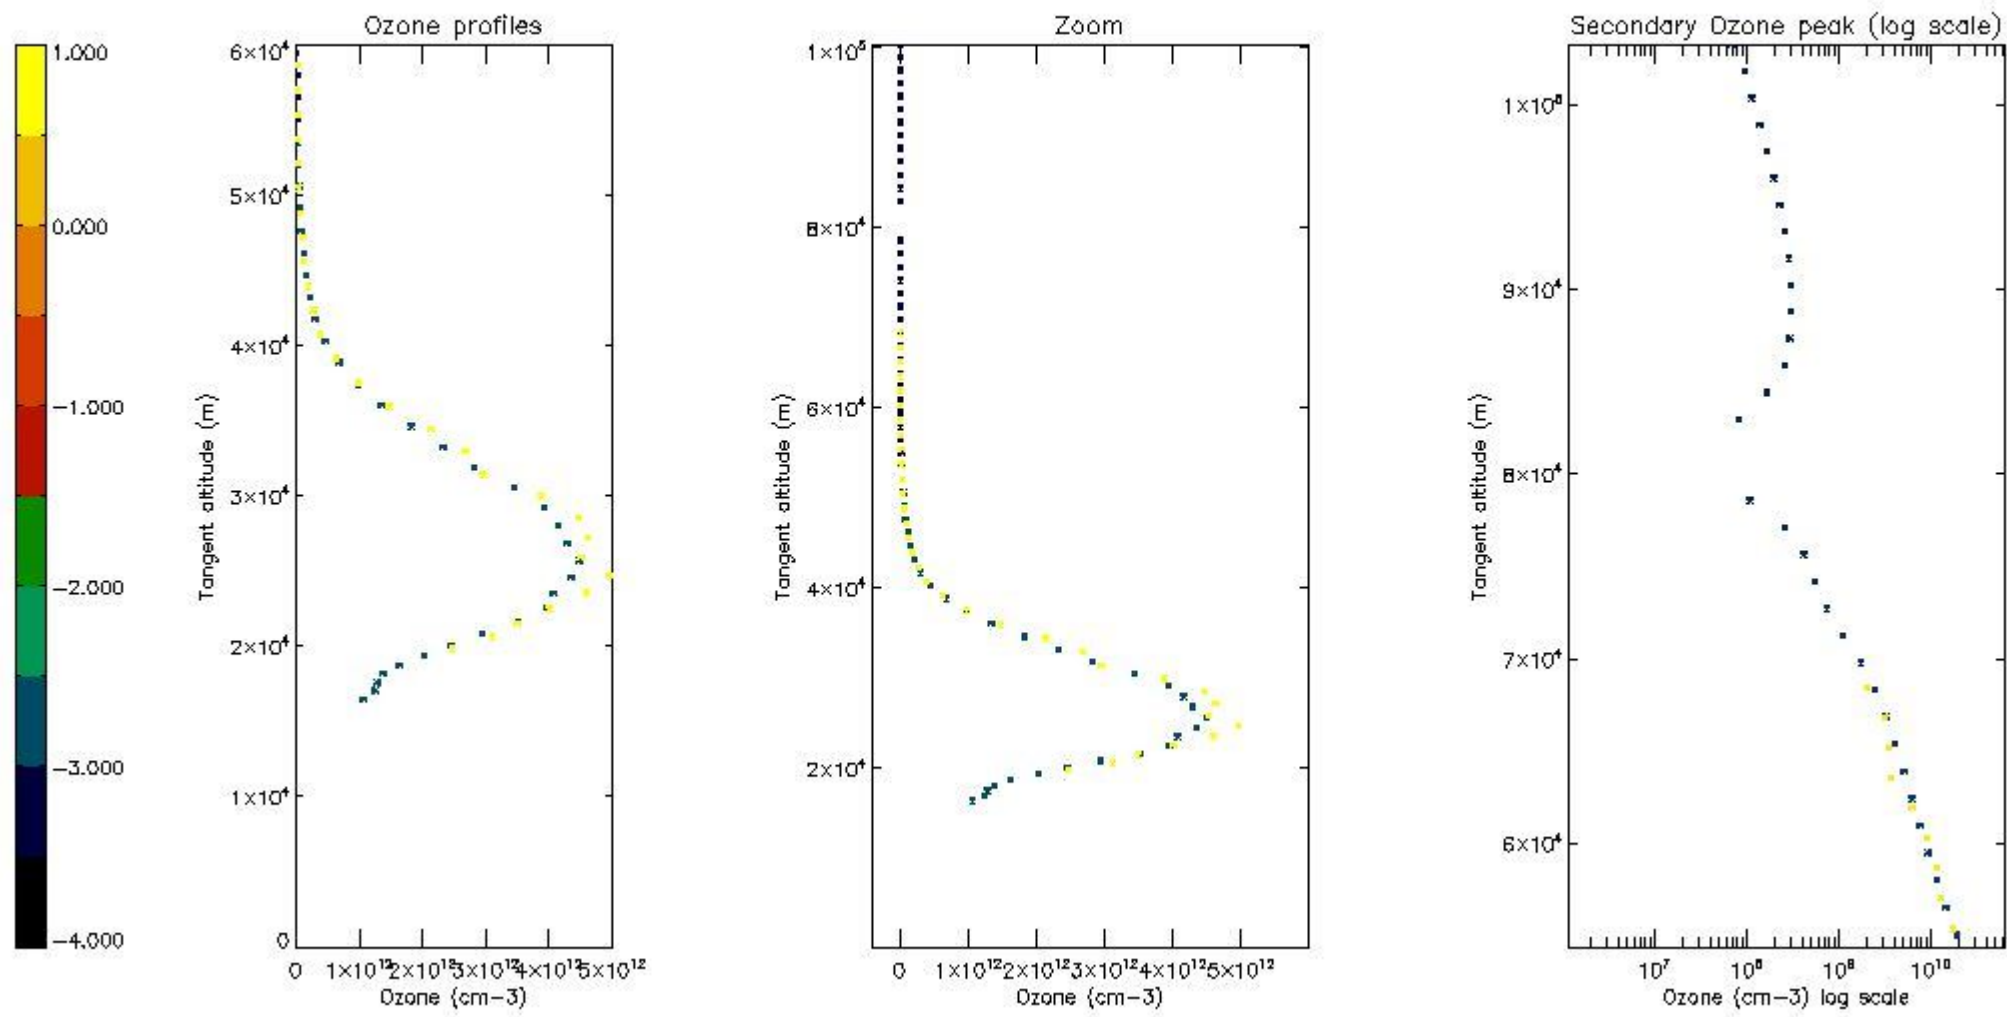 Ozone profiles
Zoom
Secondary Ozone peak (log scale)
1.000
0.000
−1.000
−2.000
−3.000
−4.000
6×10⁴
5×10⁴
4×10⁴
3×10⁴
2×10⁴
1×10⁴
0
Tangent altitude (m)
0 1×10¹² 2×10¹² 3×10¹² 4×10¹² 5×10¹²
Ozone (cm−3)
1×10⁵
8×10⁴
6×10⁴
4×10⁴
2×10⁴
Tangent altitude (m)
0 1×10¹² 2×10¹² 3×10¹² 4×10¹² 5×10¹²
Ozone (cm−3)
1×10⁵
9×10⁴
8×10⁴
7×10⁴
6×10⁴
Tangent altitude (m)
10⁷ 10⁸ 10⁹ 10¹⁰
Ozone (cm−3) log scale